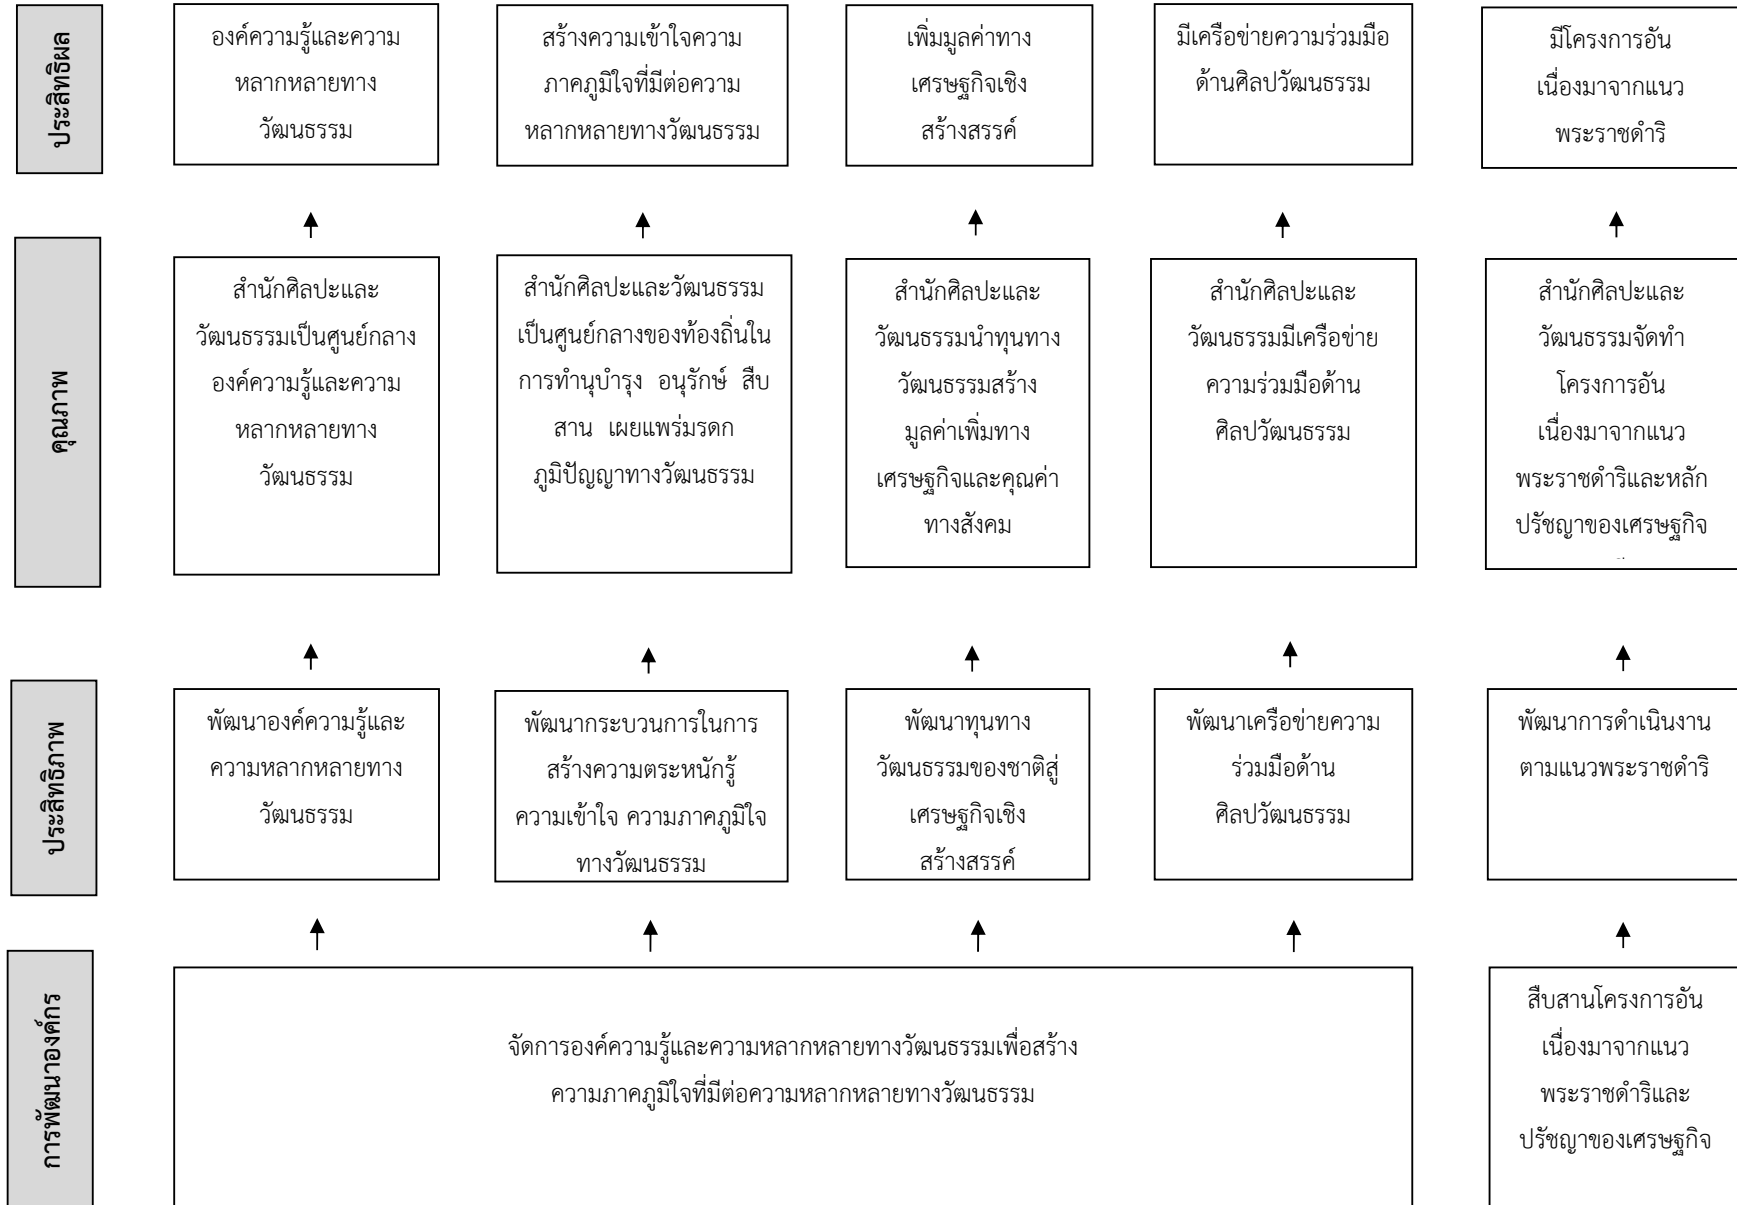 ประสิทธิผล
องค์ความรู้และความ
หลากหลายทาง
วัฒนธรรม
สร้างความเข้าใจความ
ภาคภูมิใจที่มีต่อความ
หลากหลายทางวัฒนธรรม
เพิ่มมูลค่าทาง
เศรษฐกิจเชิง
สร้างสรรค์
มีเครือข่ายความร่วมมือ
ด้านศิลปวัฒนธรรม
มีโครงการอัน
เนื่องมาจากแนว
พระราชดำริ
คุณภาพ
สำนักศิลปะและ
วัฒนธรรมเป็นศูนย์กลาง
องค์ความรู้และความ
หลากหลายทาง
วัฒนธรรม
สำนักศิลปะและวัฒนธรรม
เป็นศูนย์กลางของท้องถิ่นใน
การทำนุบำรุง อนุรักษ์ สืบ
สาน เผยแพร่มรดก
ภูมิปัญญาทางวัฒนธรรม
สำนักศิลปะและ
วัฒนธรรมนำทุนทาง
วัฒนธรรมสร้าง
มูลค่าเพิ่มทาง
เศรษฐกิจและคุณค่า
ทางสังคม
สำนักศิลปะและ
วัฒนธรรมมีเครือข่าย
ความร่วมมือด้าน
ศิลปวัฒนธรรม
สำนักศิลปะและ
วัฒนธรรมจัดทำ
โครงการอัน
เนื่องมาจากแนว
พระราชดำริและหลัก
ปรัชญาของเศรษฐกิจ
ประสิทธิภาพ
พัฒนาองค์ความรู้และ
ความหลากหลายทาง
วัฒนธรรม
พัฒนากระบวนการในการ
สร้างความตระหนักรู้
ความเข้าใจ ความภาคภูมิใจ
ทางวัฒนธรรม
พัฒนาทุนทาง
วัฒนธรรมของชาติสู่
เศรษฐกิจเชิง
สร้างสรรค์
พัฒนาเครือข่ายความ
ร่วมมือด้าน
ศิลปวัฒนธรรม
พัฒนาการดำเนินงาน
ตามแนวพระราชดำริ
การพัฒนาองค์กร
จัดการองค์ความรู้และความหลากหลายทางวัฒนธรรมเพื่อสร้าง
ความภาคภูมิใจที่มีต่อความหลากหลายทางวัฒนธรรม
สืบสานโครงการอัน
เนื่องมาจากแนว
พระราชดำริและ
ปรัชญาของเศรษฐกิจ